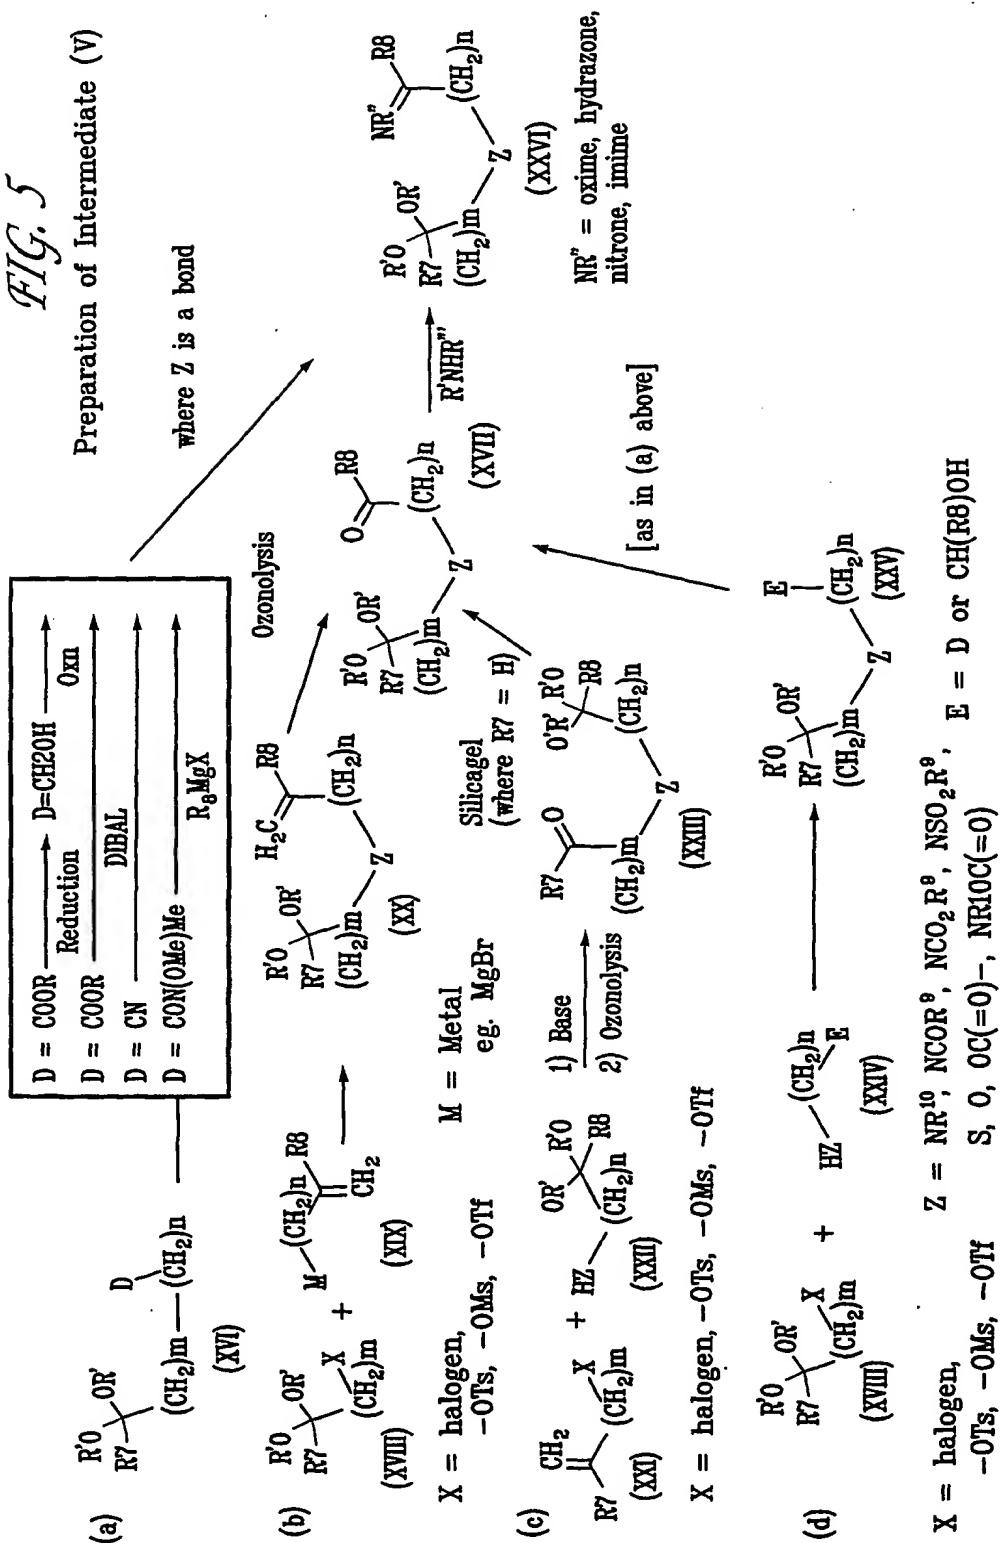 FIG. 5
Preparation of Intermediate (V)
where Z is a bond
(a)
R'O
OR'
R7
(CH2)m
D
(CH2)n
(XVI)
D = COOR
Reduction
D=CH2OH
Oxn
D = COOR
DIBAL
D = CN
D = CON(OMe)Me
R8MgX
(b)
R'O
OR'
R7
X
(CH2)m
(XVIII)
+
M
(CH2)n
R8
CH2
(XIX)
X = halogen,
-OTs, -OMs, -OTf
M = Metal
eg. MgBr
R'O
OR'
R7
(CH2)m
Z
H2C
R8
(CH2)n
(XX)
Ozonolysis
R'O
OR'
R7
(CH2)m
Z
O
R8
(CH2)n
(XVII)
R'NHR'''
R'O
OR'
R7
(CH2)m
Z
NR"
R8
(CH2)n
(XXVI)
NR" = oxime, hydrazone,
nitrone, imime
(c)
CH2
R7
X
(CH2)m
(XXI)
+
HZ
OR'
R'O
R8
(CH2)n
(XXII)
X = halogen, -OTs, -OMs, -OTf
1) Base
2) Ozonolysis
R7
O
(CH2)m
Z
O'R'
R'O
R8
(CH2)n
(XXIII)
Silicagel
(where R7 = H)
[as in (a) above]
(d)
R'O
OR'
R7
X
(CH2)m
(XVIII)
+
HZ
(CH2)n
E
(XXIV)
R'O
OR'
R7
(CH2)m
Z
E
(CH2)n
(XXV)
X = halogen,
-OTs, -OMs, -OTf
Z = NR10, NCOR9, NCO2R9, NSO2R9,
S, O, OC(=O)-, NR10C(=O)
E = D or CH(R8)OH